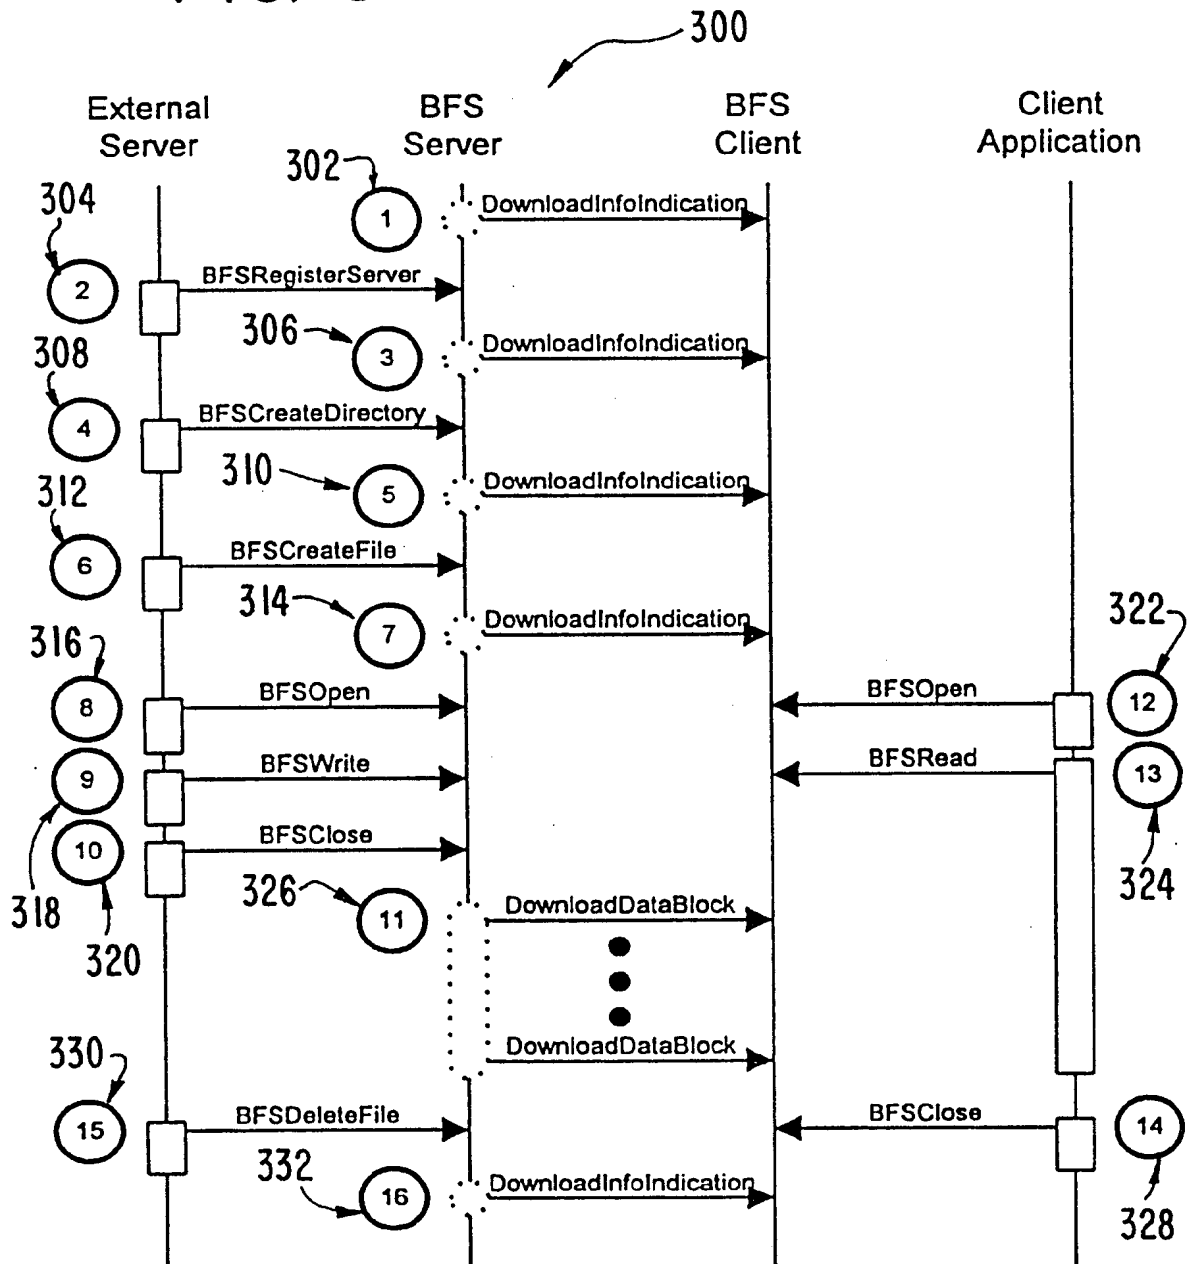 300
External Server
BFS Server
BFS Client
Client Application
302
1
DownloadInfoIndication
304
2
BFSRegisterServer
306
3
DownloadInfoIndication
308
4
BFSCreateDirectory
310
5
DownloadInfoIndication
312
6
BFSCreateFile
314
7
DownloadInfoIndication
316
8
BFSOpen
BFSOpen
322
12
9
BFSWrite
BFSRead
13
318
10
BFSClose
324
320
326
11
DownloadDataBlock
DownloadDataBlock
330
15
BFSDeleteFile
BFSClose
14
332
16
DownloadInfoIndication
328